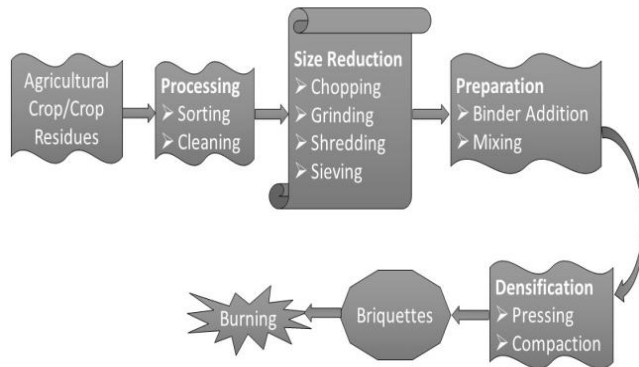 Agricultural
Crop/Crop
Residues
Processing
➢ Sorting
➢ Cleaning
Size Reduction
➢ Chopping
➢ Grinding
➢ Shredding
➢ Sieving
Preparation
➢ Binder Addition
➢ Mixing
Densification
➢ Pressing
➢ Compaction
Briquettes
Burning